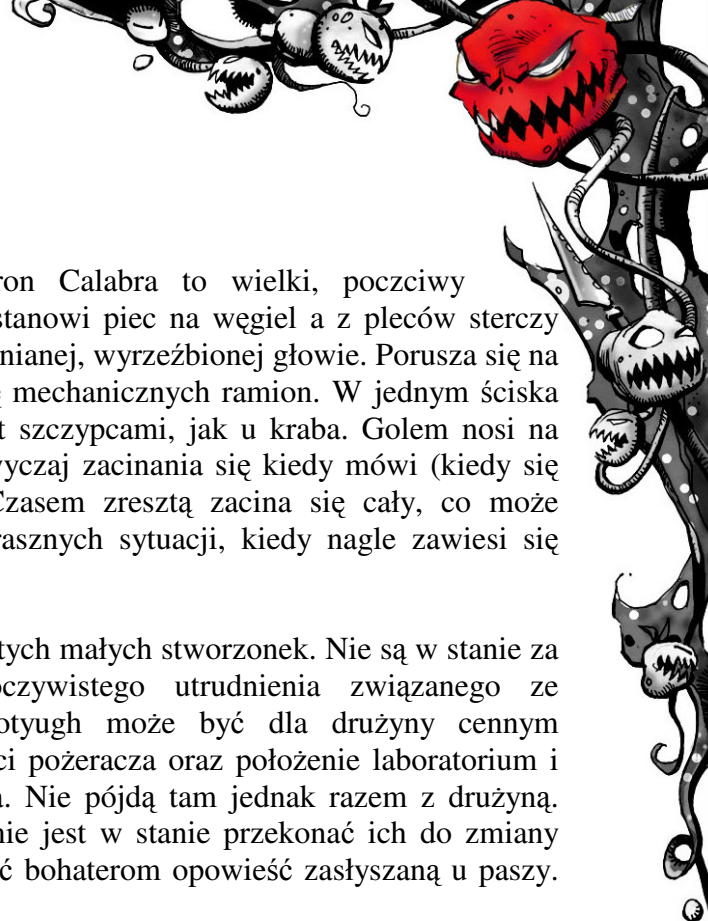 ron Calabra to wielki, poczciwy
stanowi piec na węgiel a z pleców sterczy
nianej, wyrzeźbionej głowie. Porusza się na
mechanicznych ramion. W jednym ściska
t szczypcami, jak u kraba. Golem nosi na
wyczaj zacinania się kiedy mówi (kiedy się
Czasem zresztą zacina się cały, co może
rasznych sytuacji, kiedy nagle zawiesi się
tych małych stworzonek. Nie są w stanie za
oczywistego utrudnienia związanego ze
otyugh może być dla drużyny cennym
ci pożeracza oraz położenie laboratorium i
a. Nie pójdą tam jednak razem z drużyną.
nie jest w stanie przekonać ich do zmiany
ć bohaterom opowieść zasłyszaną u paszy.